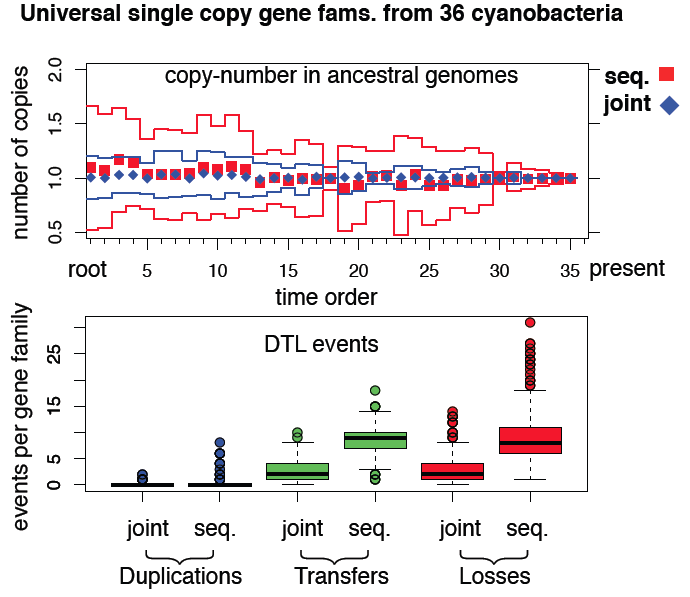 Universal single copy gene fams. from 36 cyanobacteria
copy-number in ancestral genomes
seq.
joint
number of copies
2.0
1.5
1.0
0.5
root 5 10 15 20 25 30 35 present
time order
DTL events
events per gene family
25
15
5
0
joint seq. joint seq. joint seq.
Duplications Transfers Losses